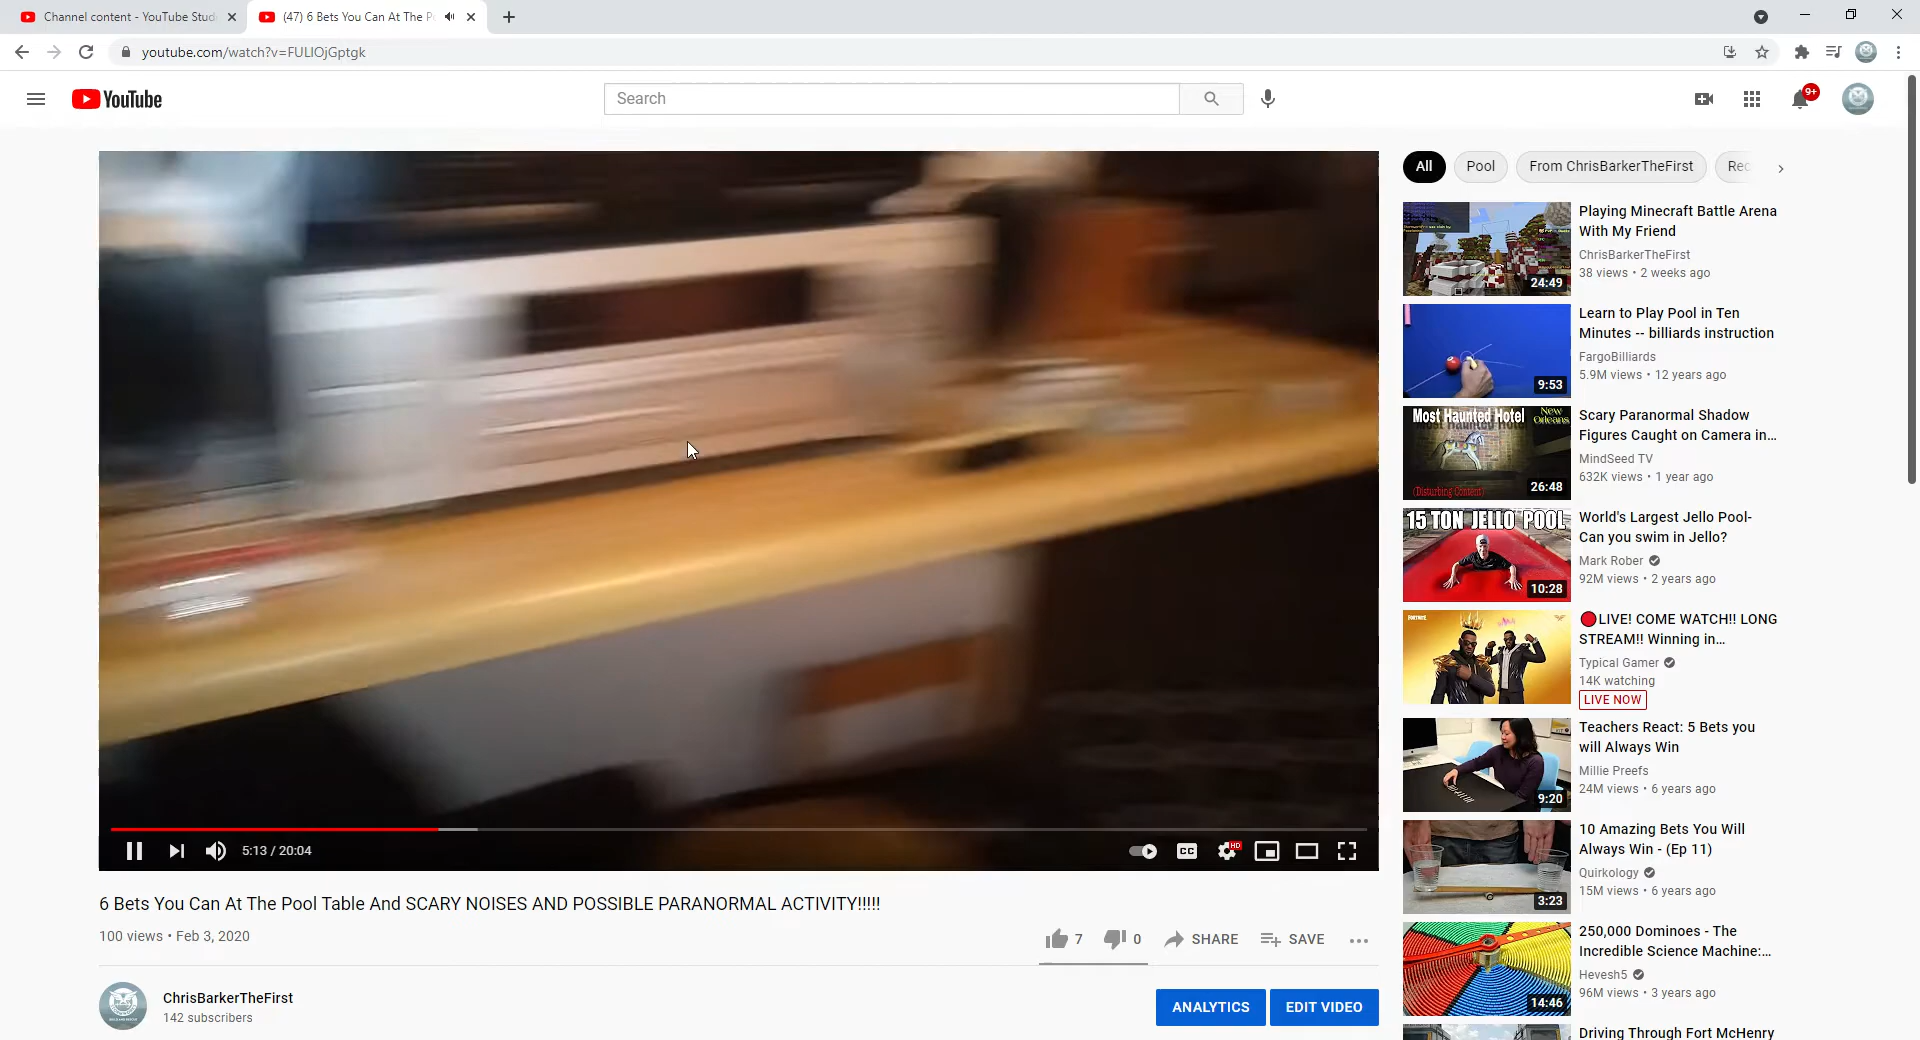 Channel content - YouTube Stud
(47) 6 Bets You Can At The P
youtube.com/watch?v=FULIOjGptgk
YouTube
Search
9+
All
Pool
From ChrisBarkerTheFirst
Rec
24:49
Playing Minecraft Battle Arena
With My Friend
ChrisBarkerTheFirst
38 views • 2 weeks ago
9:53
Learn to Play Pool in Ten
Minutes -- billiards instruction
FargoBilliards
5.9M views • 12 years ago
Most Haunted Hotel
New Orleans
(Disturbing Content)
26:48
Scary Paranormal Shadow
Figures Caught on Camera in...
MindSeed TV
632K views • 1 year ago
15 TON JELLO POOL
10:28
World's Largest Jello Pool-
Can you swim in Jello?
Mark Rober
92M views • 2 years ago
FORTNITE
🔴LIVE! COME WATCH!! LONG
STREAM!! Winning in...
Typical Gamer
14K watching
LIVE NOW
9:20
Teachers React: 5 Bets you
will Always Win
Millie Preefs
24M views • 6 years ago
3:23
10 Amazing Bets You Will
Always Win - (Ep 11)
Quirkology
15M views • 6 years ago
14:46
250,000 Dominoes - The
Incredible Science Machine:...
Hevesh5
96M views • 3 years ago
Driving Through Fort McHenry
5:13 / 20:04
CC
HD
6 Bets You Can At The Pool Table And SCARY NOISES AND POSSIBLE PARANORMAL ACTIVITY!!!!!
100 views • Feb 3, 2020
7
0
SHARE
SAVE
ChrisBarkerTheFirst
142 subscribers
ANALYTICS
EDIT VIDEO